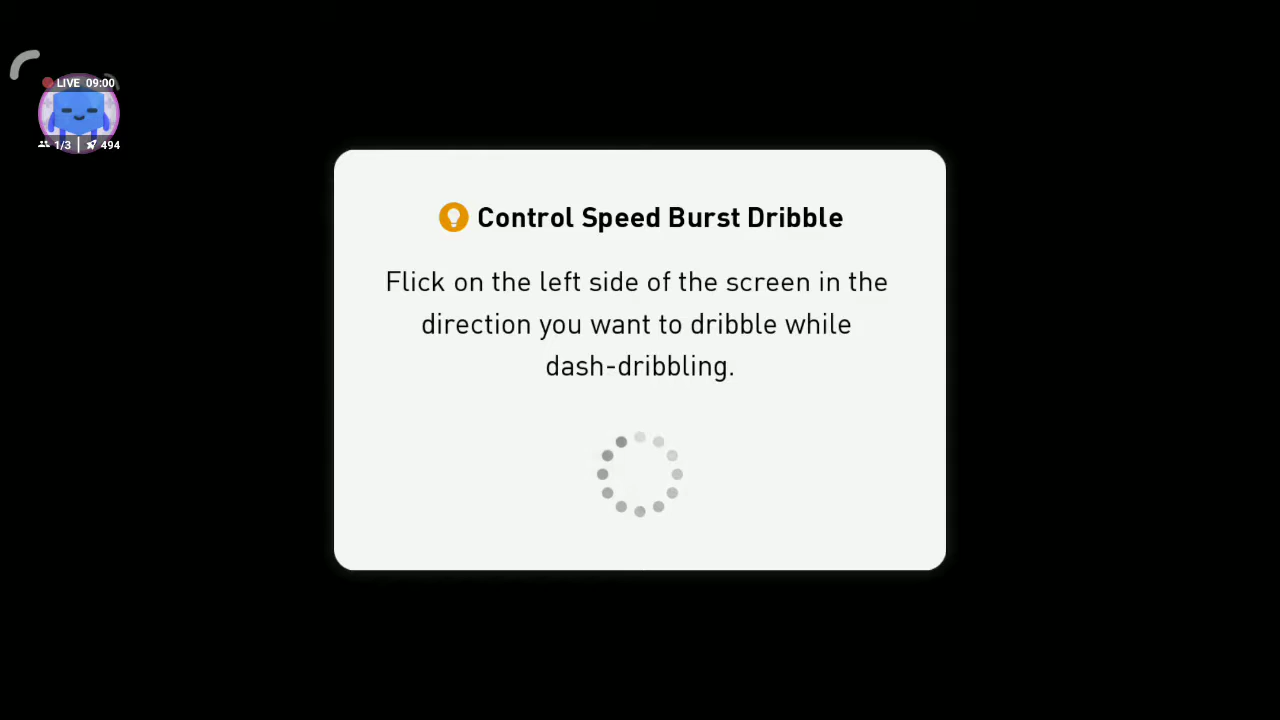 LIVE 09:00
1/3 | 494
Control Speed Burst Dribble
Flick on the left side of the screen in the
direction you want to dribble while
dash-dribbling.